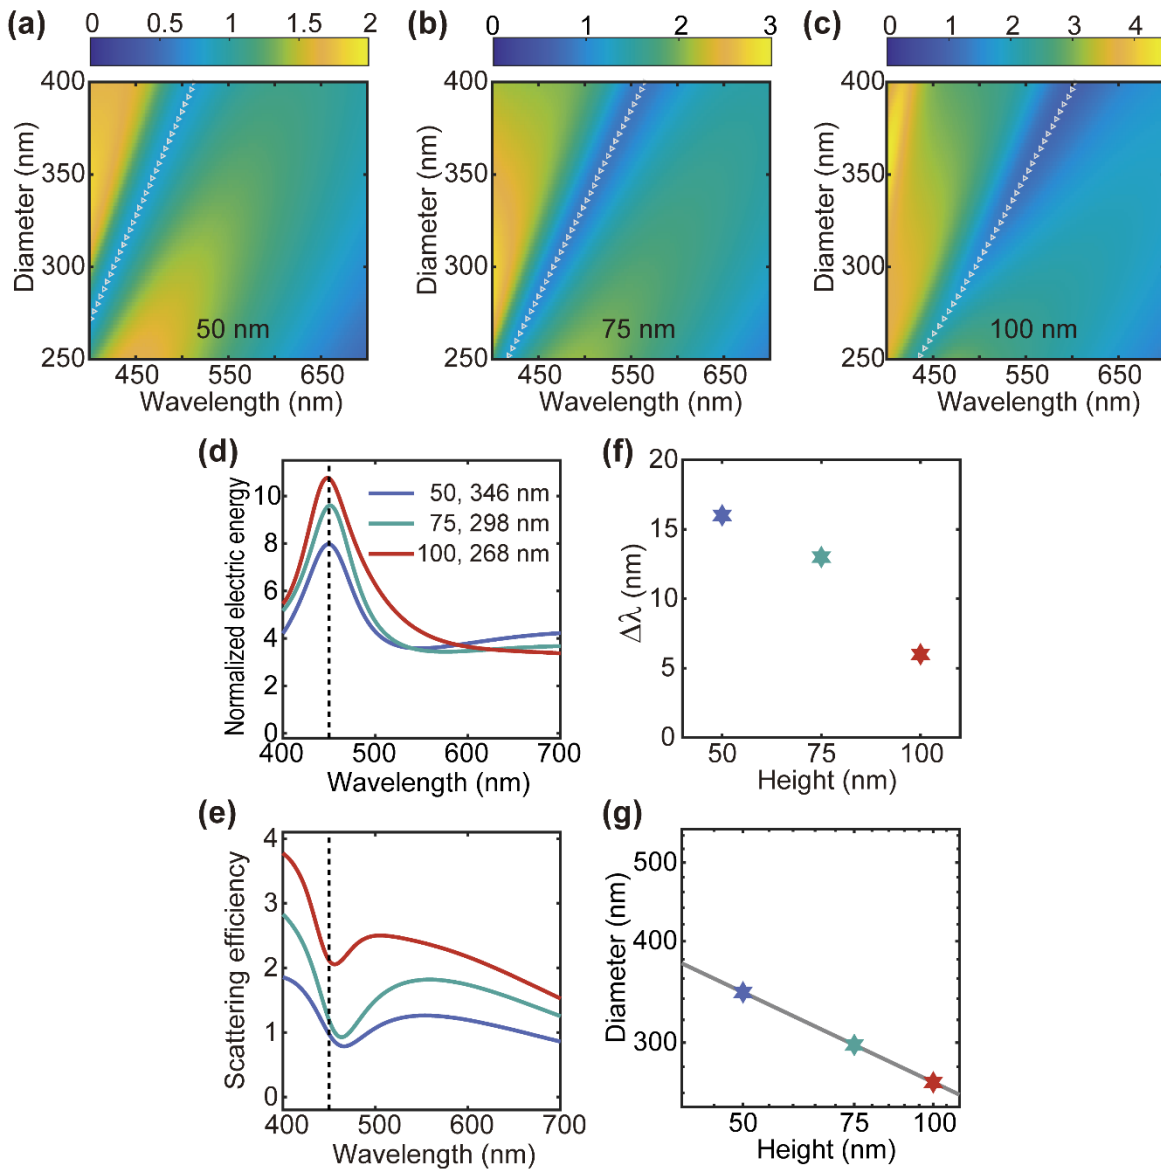 (a) (b) (c)
0 0.5 1 1.5 2
0 1 2 3
0 1 2 3 4
400
350
300
250
Diameter (nm)
50 nm
450 550 650
Wavelength (nm)
400
350
300
250
Diameter (nm)
75 nm
450 550 650
Wavelength (nm)
400
350
300
250
Diameter (nm)
100 nm
450 550 650
Wavelength (nm)
(d)
Normalized electric energy
10
8
6
4
2
0
50, 346 nm
75, 298 nm
100, 268 nm
400 500 600 700
Wavelength (nm)
(f)
Δλ (nm)
20
15
10
5
0
50 75 100
Height (nm)
(e)
Scattering efficiency
4
3
2
1
0
400 500 600 700
Wavelength (nm)
(g)
Diameter (nm)
500
400
300
50 75 100
Height (nm)